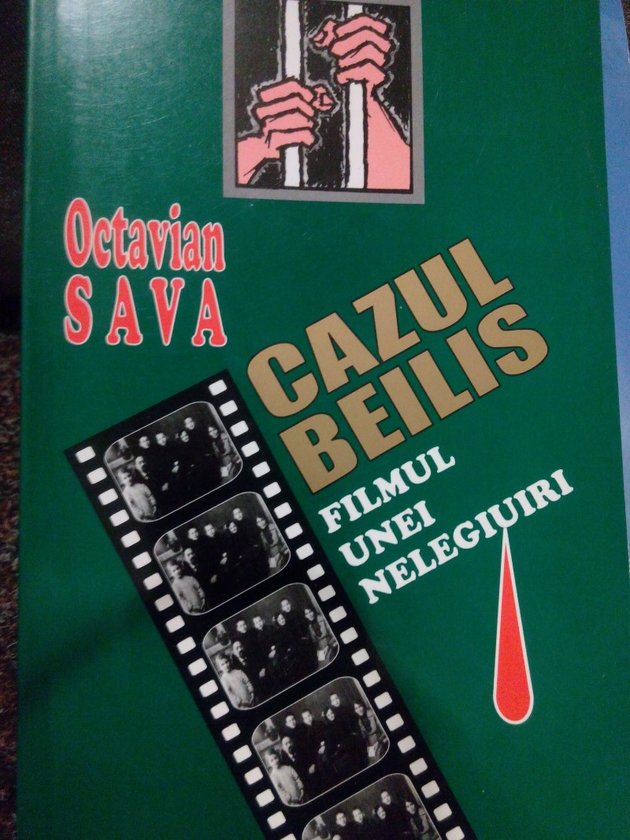 Octavian
SAVA
CAZUL
BEILIS
FILMUL
UNEI
NELEGIUIRI